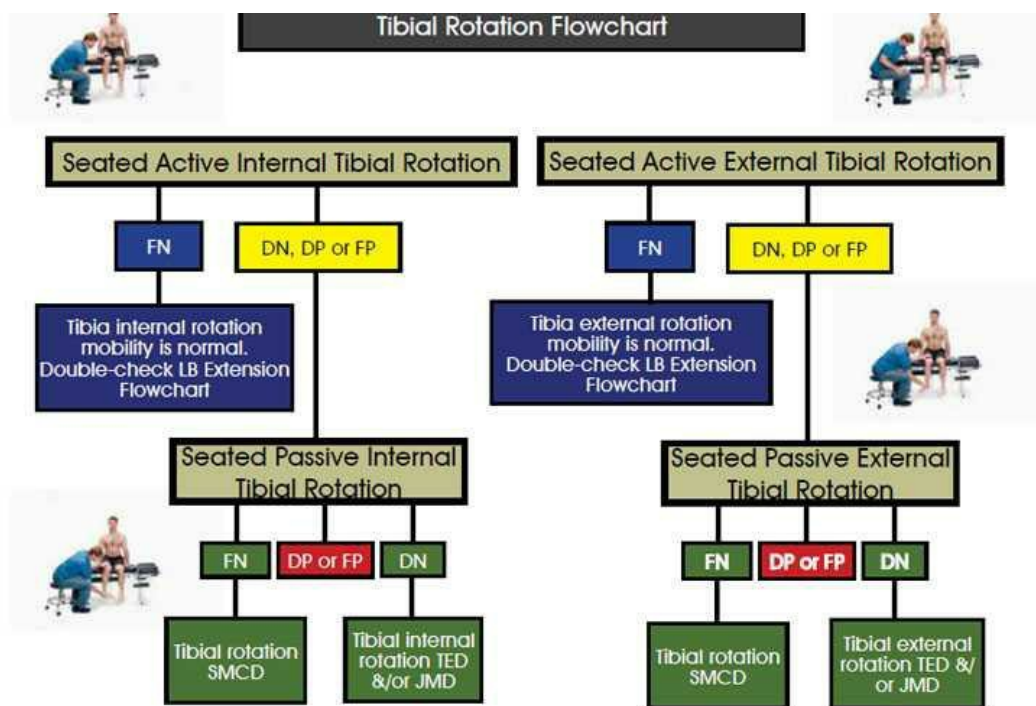 Tibial Rotation Flowchart
Seated Active Internal Tibial Rotation
FN
DN, DP or FP
Tibia internal rotation
mobility is normal.
Double-check LB Extension
Flowchart
Seated Passive Internal
Tibial Rotation
FN
DP or FP
DN
Tibial rotation
SMCD
Tibial internal
rotation TED
&/or JMD
Seated Active External Tibial Rotation
FN
DN, DP or FP
Tibia external rotation
mobility is normal.
Double-check LB Extension
Flowchart
Seated Passive External
Tibial Rotation
FN
DP or FP
DN
Tibial rotation
SMCD
Tibial external
rotation TED &/
or JMD